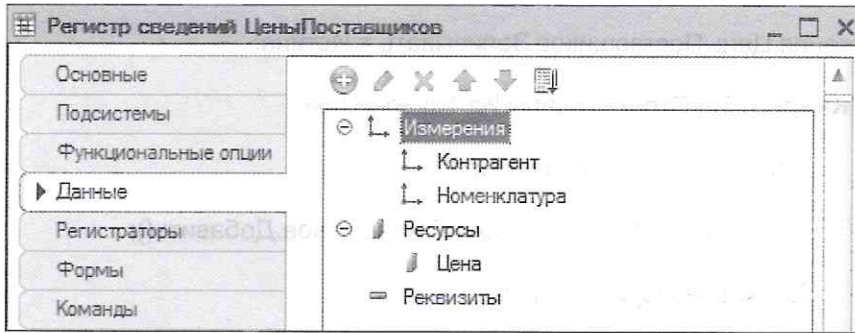 Регистр сведений ЦеныПоставщиков
Основные
Подсистемы
Функциональные опции
Данные
Регистраторы
Формы
Команды
Измерения
Контрагент
Номенклатура
Ресурсы
Цена
Реквизиты